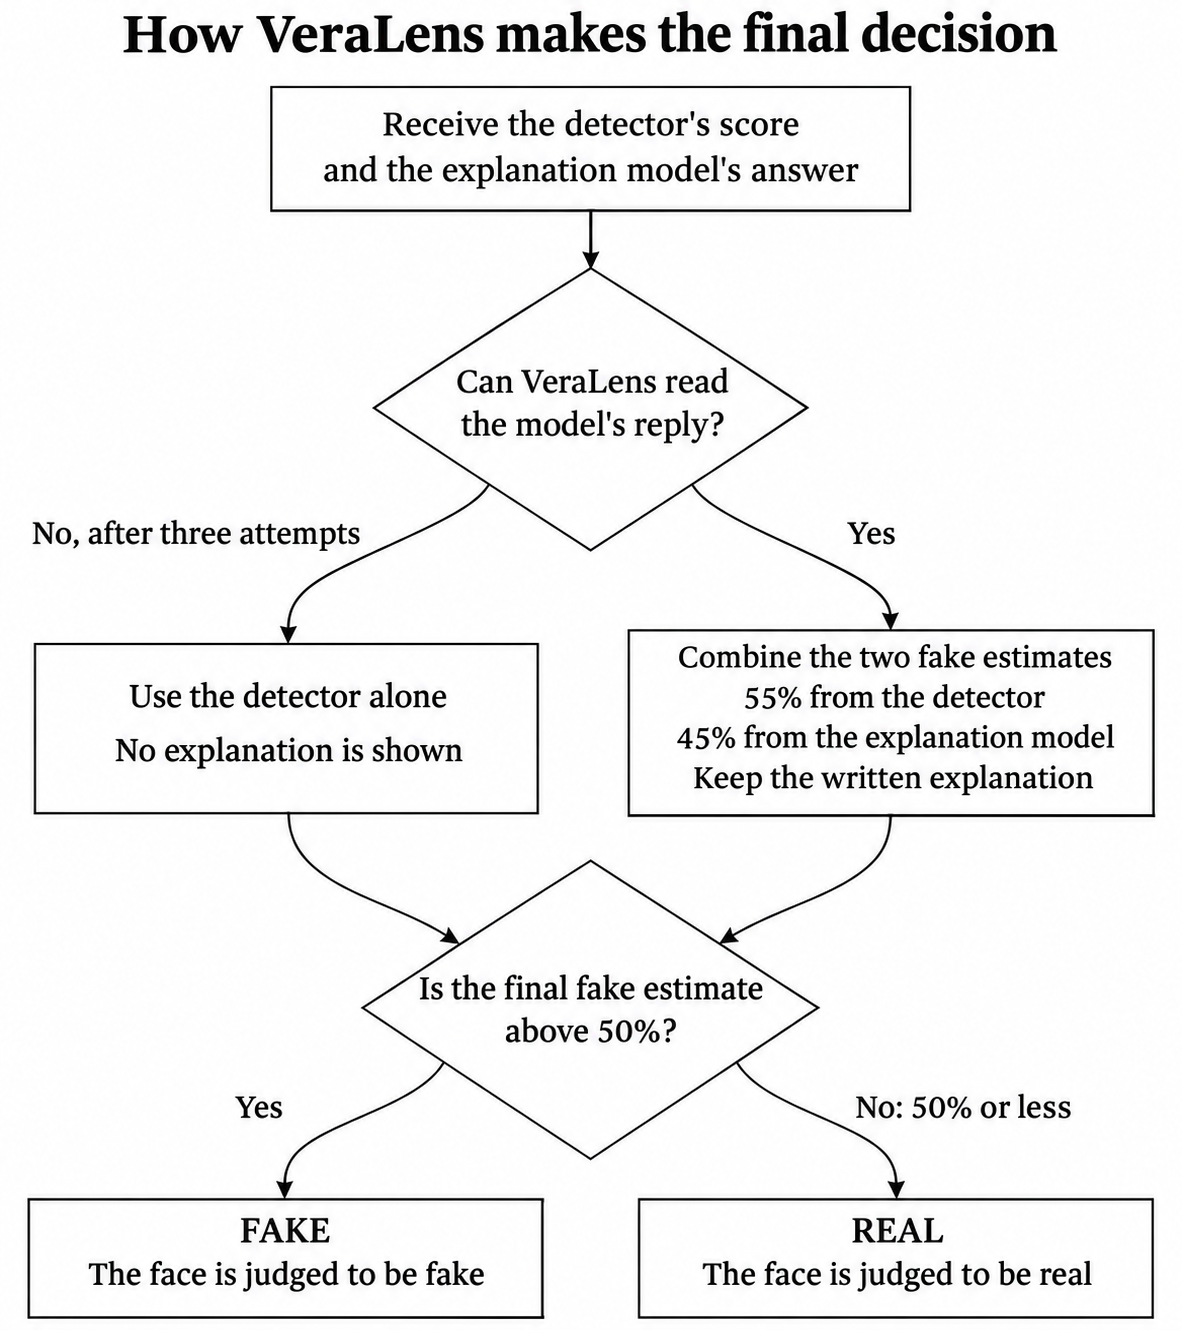 How VeraLens makes the final decision
Receive the detector's score
and the explanation model's answer
Can VeraLens read
the model's reply?
No, after three attempts
Yes
Use the detector alone
No explanation is shown
Combine the two fake estimates
55% from the detector
45% from the explanation model
Keep the written explanation
Is the final fake estimate
above 50%?
Yes
No: 50% or less
FAKE
The face is judged to be fake
REAL
The face is judged to be real